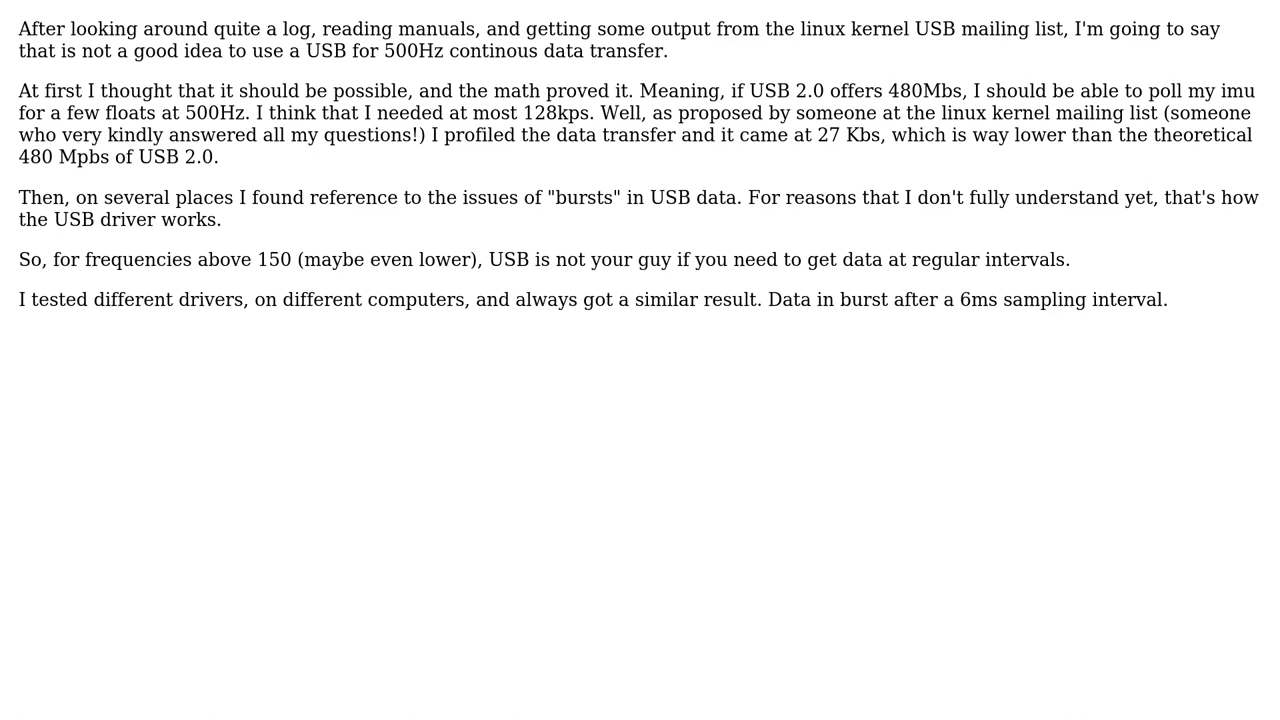 After looking around quite a log, reading manuals, and getting some output from the linux kernel USB mailing list, I'm going to say
that is not a good idea to use a USB for 500Hz continous data transfer.
At first I thought that it should be possible, and the math proved it. Meaning, if USB 2.0 offers 480Mbs, I should be able to poll my imu
for a few floats at 500Hz. I think that I needed at most 128kps. Well, as proposed by someone at the linux kernel mailing list (someone
who very kindly answered all my questions!) I profiled the data transfer and it came at 27 Kbs, which is way lower than the theoretical
480 Mpbs of USB 2.0.
Then, on several places I found reference to the issues of "bursts" in USB data. For reasons that I don't fully understand yet, that's how
the USB driver works.
So, for frequencies above 150 (maybe even lower), USB is not your guy if you need to get data at regular intervals.
I tested different drivers, on different computers, and always got a similar result. Data in burst after a 6ms sampling interval.